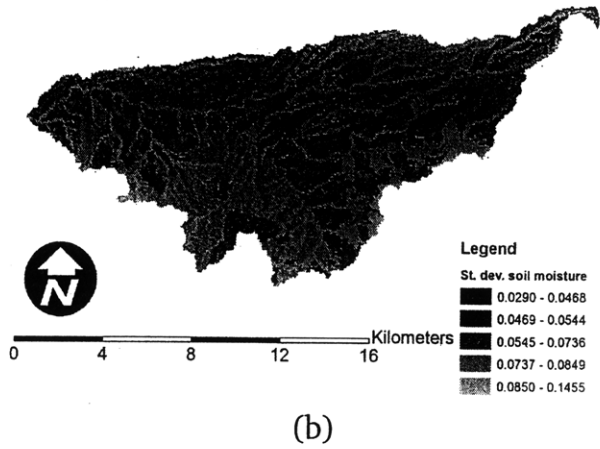 N
Legend
St. dev. soil moisture
0.0290 - 0.0468
0.0469 - 0.0544
0.0545 - 0.0736
0.0737 - 0.0849
0.0850 - 0.1455
Kilometers
0 4 8 12 16
(b)